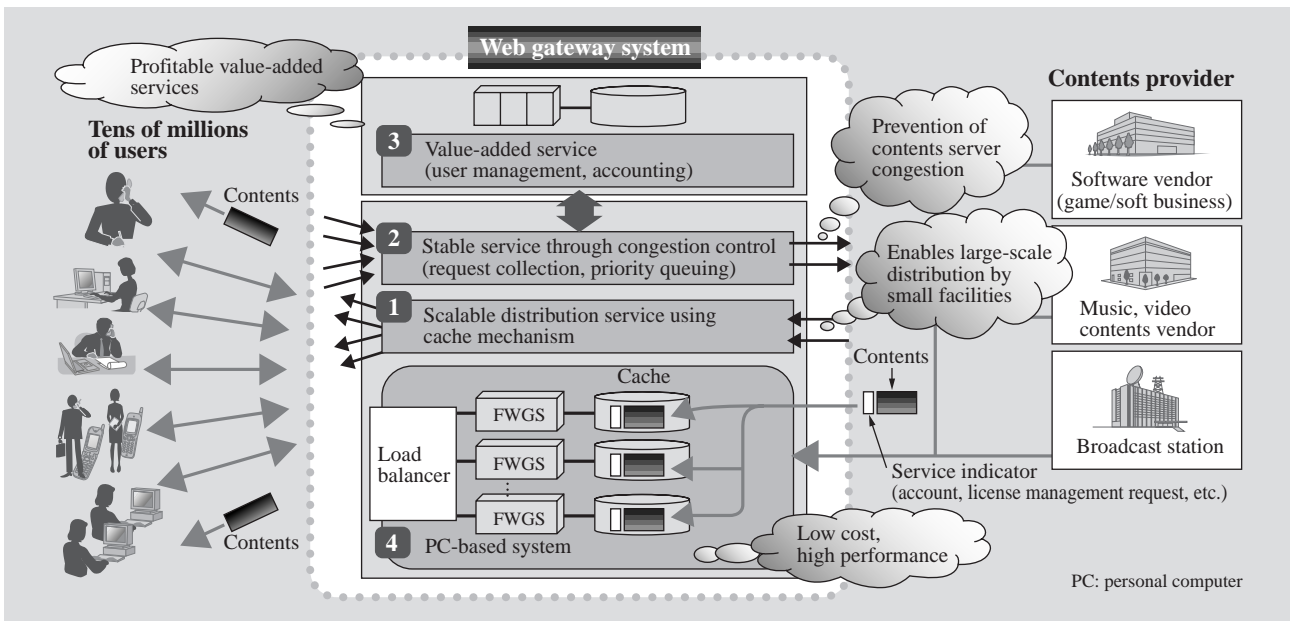 Web gateway system
Profitable value-added
services
Tens of millions
of users
Contents
Contents
3
Value-added service
(user management, accounting)
2
Stable service through congestion control
(request collection, priority queuing)
1
Scalable distribution service using
cache mechanism
Cache
Load
balancer
FWGS
FWGS
FWGS
4
PC-based system
Prevention of
contents server
congestion
Enables large-scale
distribution by
small facilities
Contents
Service indicator
(account, license management request, etc.)
Low cost,
high performance
Contents provider
Software vendor
(game/soft business)
Music, video
contents vendor
Broadcast station
PC: personal computer